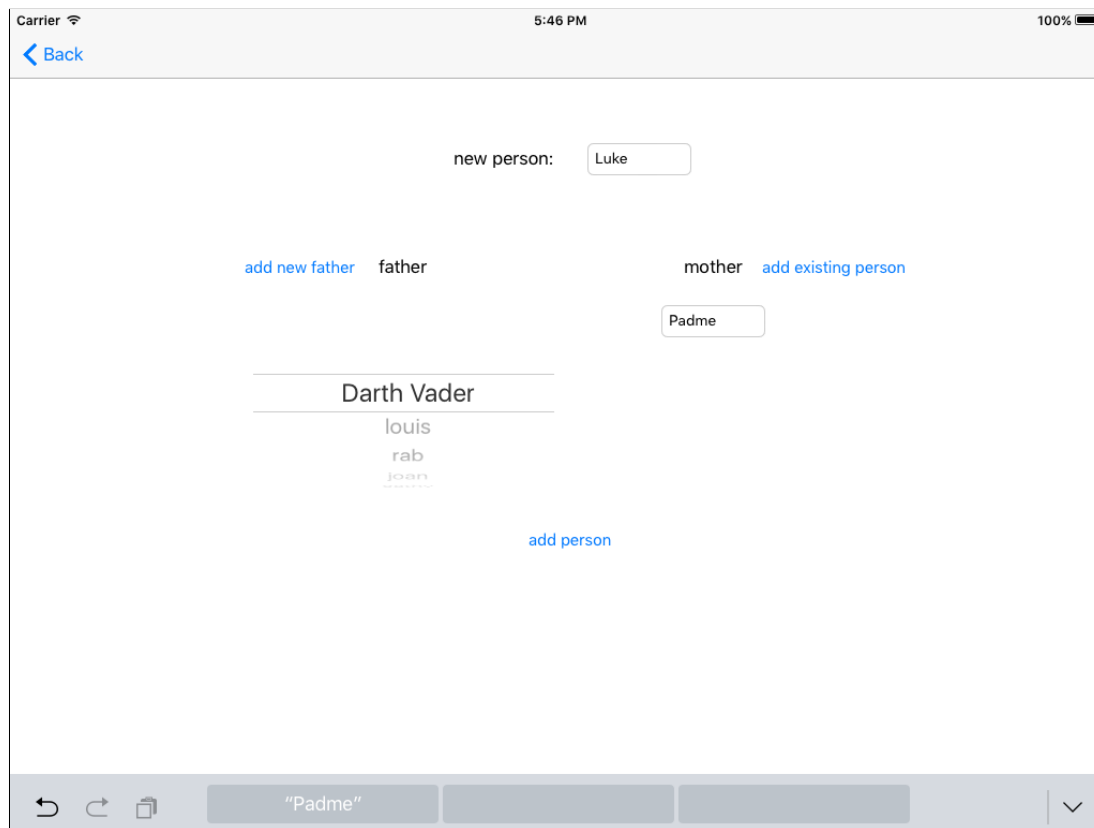 Carrier 5:46 PM 100%
Back
new person: Luke
add new father father mother add existing person
Padme
Darth Vader
louis
rab
joan
add person
“Padme”